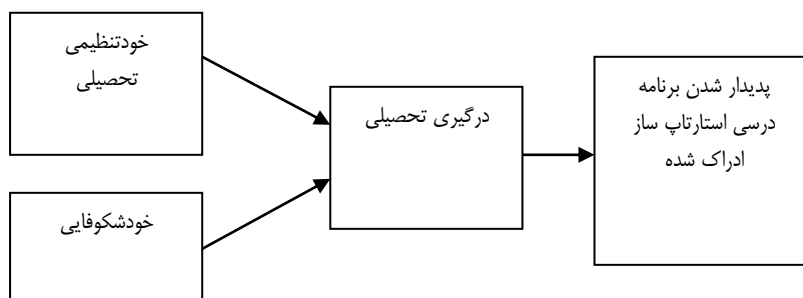 خودتنظیمی
تحصیلی
درگیری تحصیلی
پدیدار شدن برنامه
درسی استارتاپ ساز
ادراک شده
خودشکوفایی